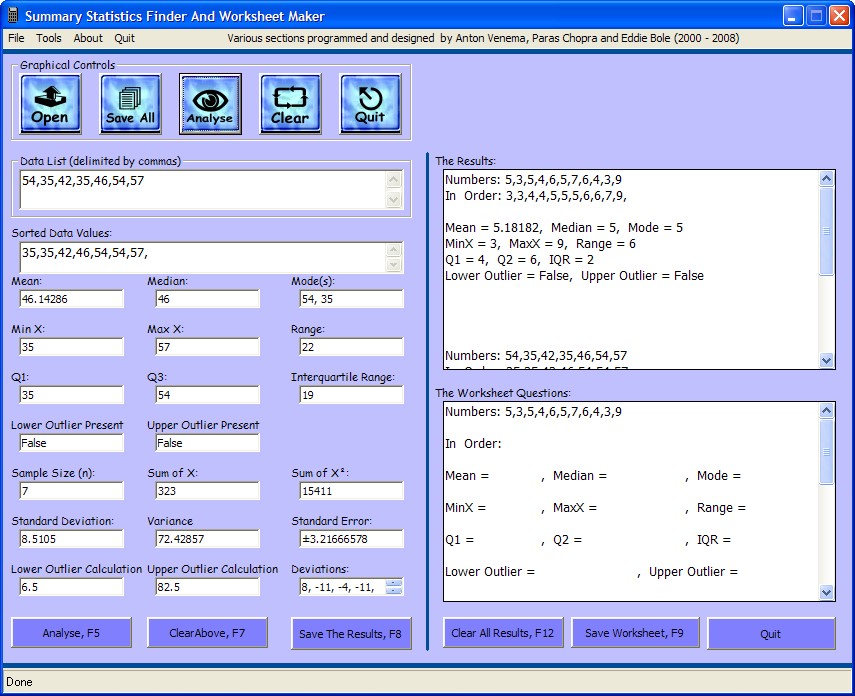 Summary Statistics Finder And Worksheet Maker
File Tools About Quit Various sections programmed and designed by Anton Venema, Paras Chopra and Eddie Bole (2000 - 2008)
Graphical Controls
Open Save All Analyse Clear Quit
Data List (delimited by commas)
54,35,42,35,46,54,57
Sorted Data Values:
35,35,42,46,54,54,57,
Mean: Median: Mode(s):
46.14286 46 54, 35
Min X: Max X: Range:
35 57 22
Q1: Q3: Interquartile Range:
35 54 19
Lower Outlier Present Upper Outlier Present
False False
Sample Size (n): Sum of X: Sum of X²:
7 323 15411
Standard Deviation: Variance Standard Error:
8.5105 72.42857 ±3.21666578
Lower Outlier Calculation Upper Outlier Calculation Deviations:
6.5 82.5 8, -11, -4, -11,
Analyse, F5 ClearAbove, F7 Save The Results, F8
The Results:
Numbers: 5,3,5,4,6,5,7,6,4,3,9
In Order: 3,3,4,4,5,5,5,6,6,7,9,
Mean = 5.18182, Median = 5, Mode = 5
MinX = 3, MaxX = 9, Range = 6
Q1 = 4, Q2 = 6, IQR = 2
Lower Outlier = False, Upper Outlier = False
Numbers: 54,35,42,35,46,54,57
In Order: 35,35,42,46,54,54,57
The Worksheet Questions:
Numbers: 5,3,5,4,6,5,7,6,4,3,9
In Order:
Mean = , Median = , Mode =
MinX = , MaxX = , Range =
Q1 = , Q2 = , IQR =
Lower Outlier = , Upper Outlier =
Clear All Results, F12 Save Worksheet, F9 Quit
Done